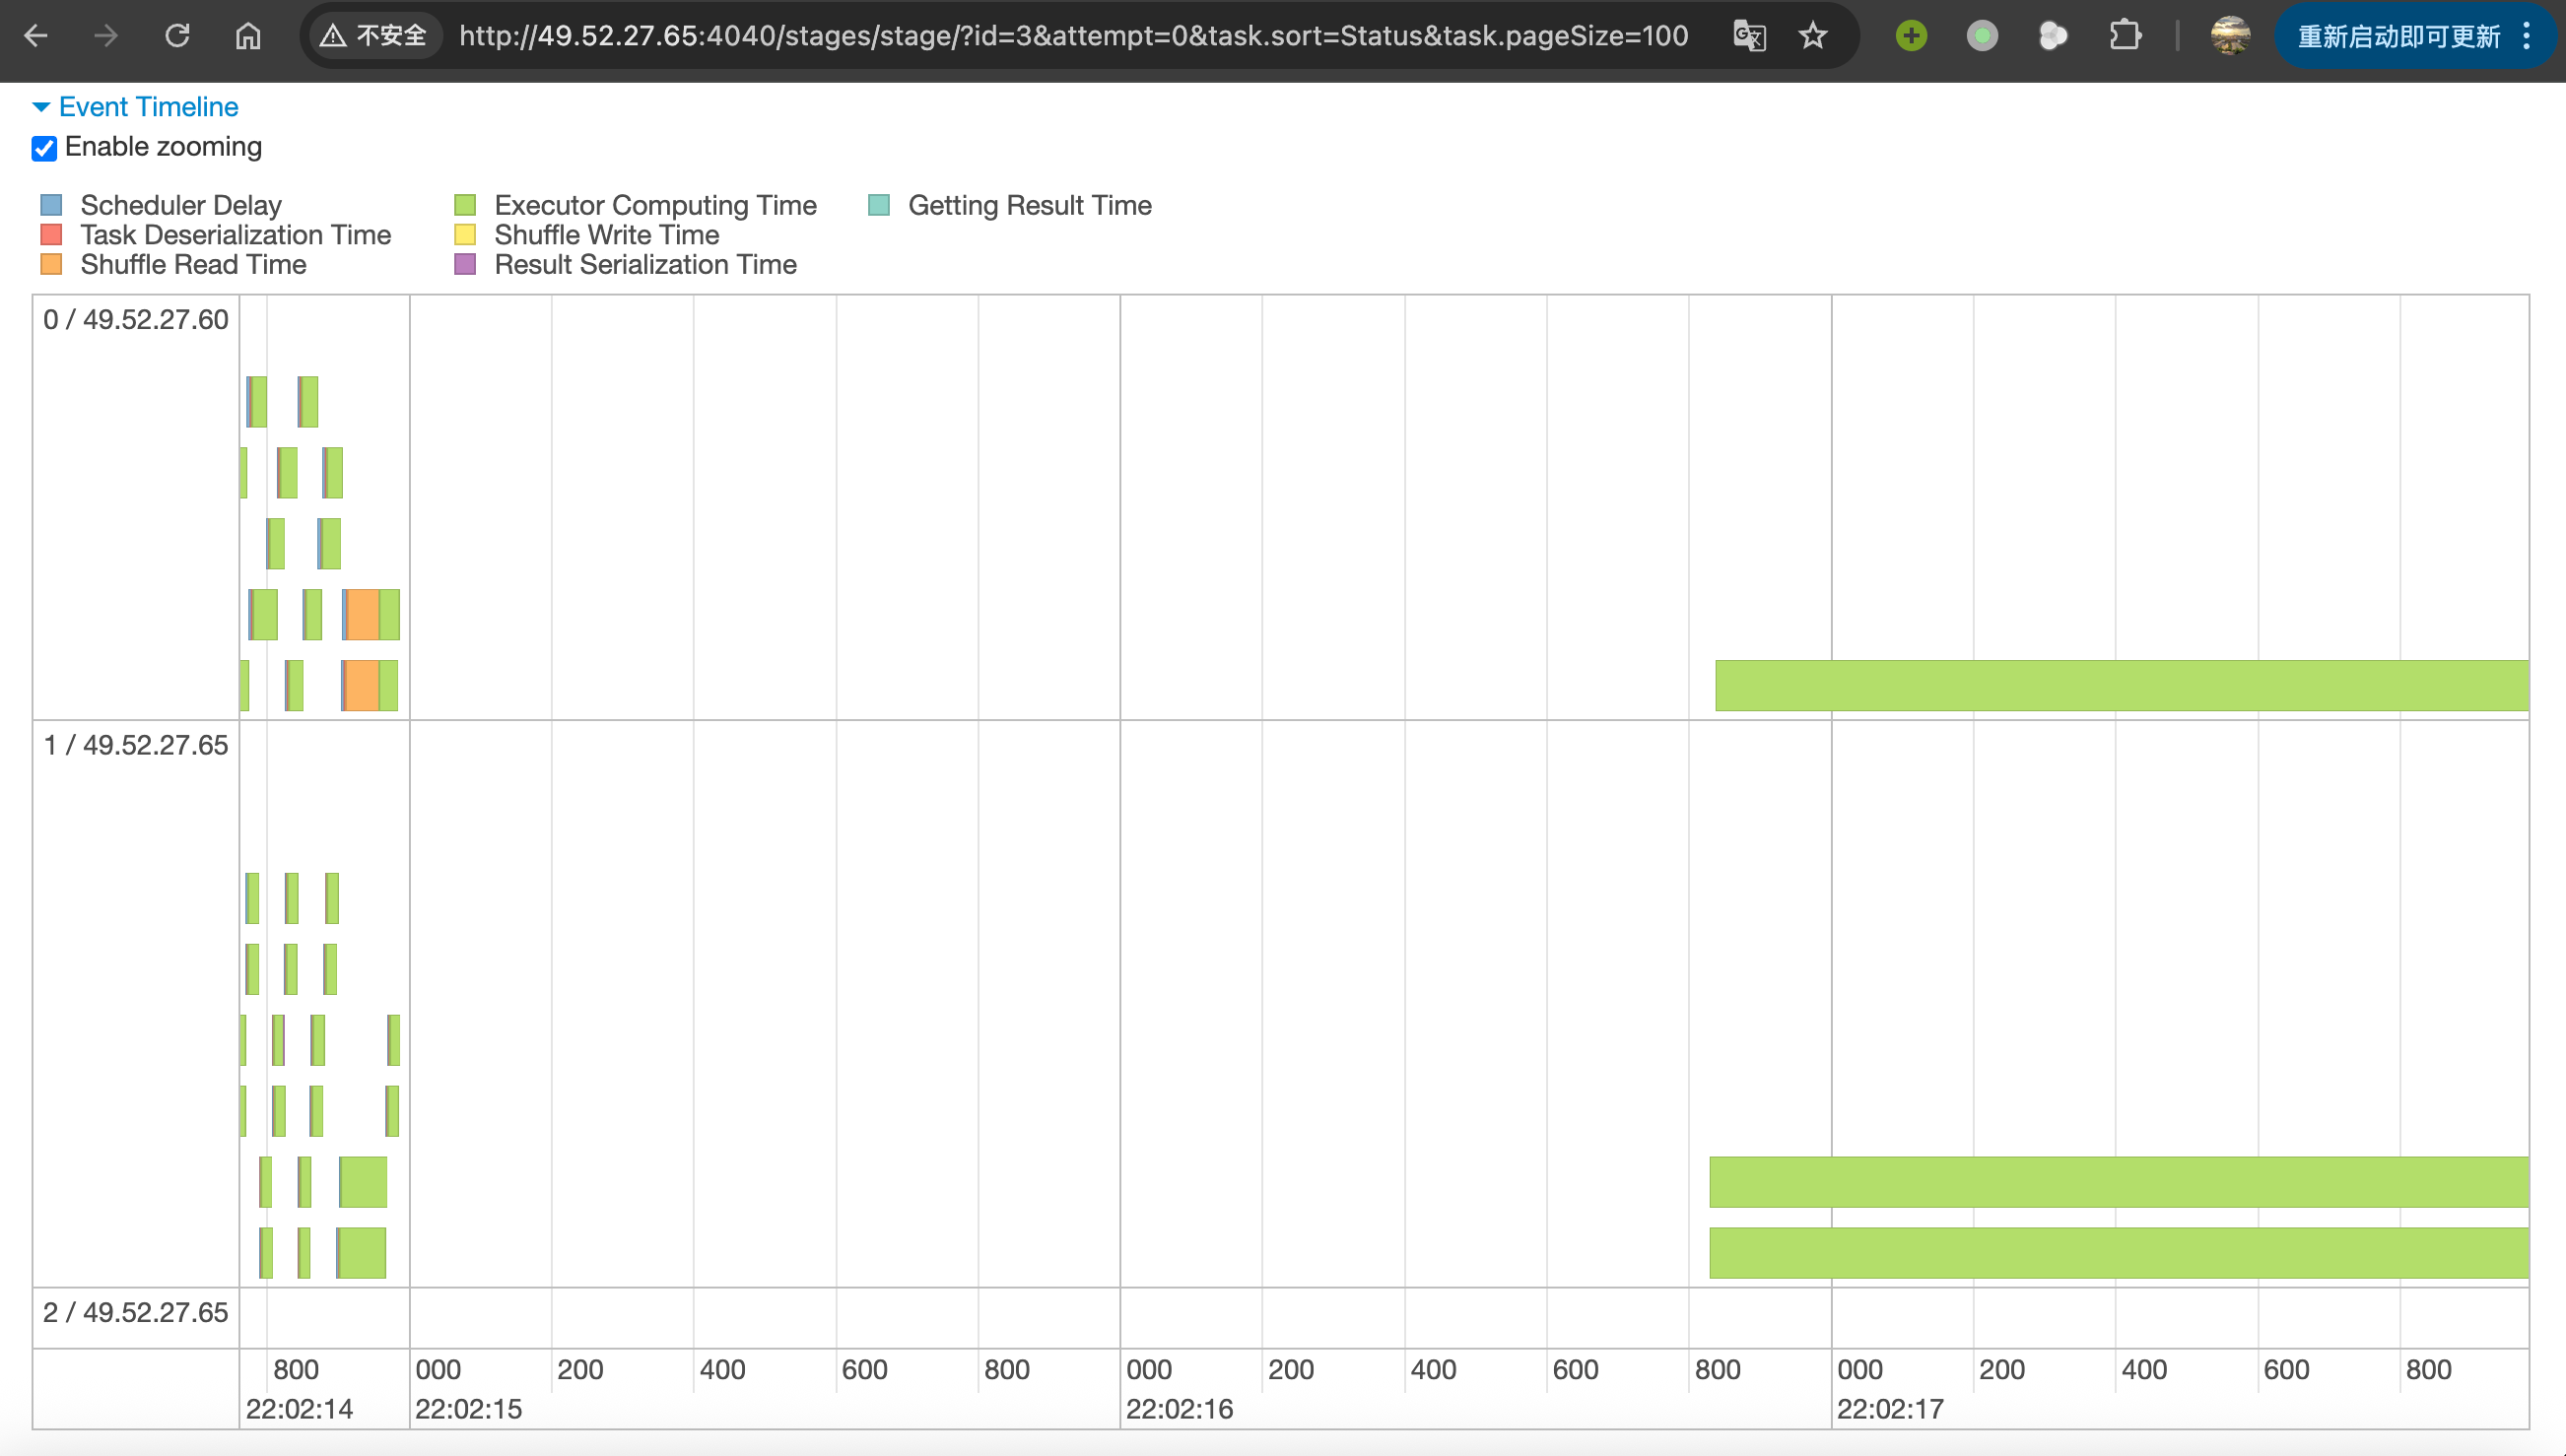 不安全 http://49.52.27.65:4040/stages/stage/?id=3&attempt=0&task.sort=Status&task.pageSize=100 重新启动即可更新
Event Timeline
Enable zooming
Scheduler Delay Executor Computing Time Getting Result Time
Task Deserialization Time Shuffle Write Time
Shuffle Read Time Result Serialization Time
0 / 49.52.27.60
1 / 49.52.27.65
2 / 49.52.27.65
800 000 200 400 600 800 000 200 400 600 800 000 200 400 600 800
22:02:14 22:02:15 22:02:16 22:02:17